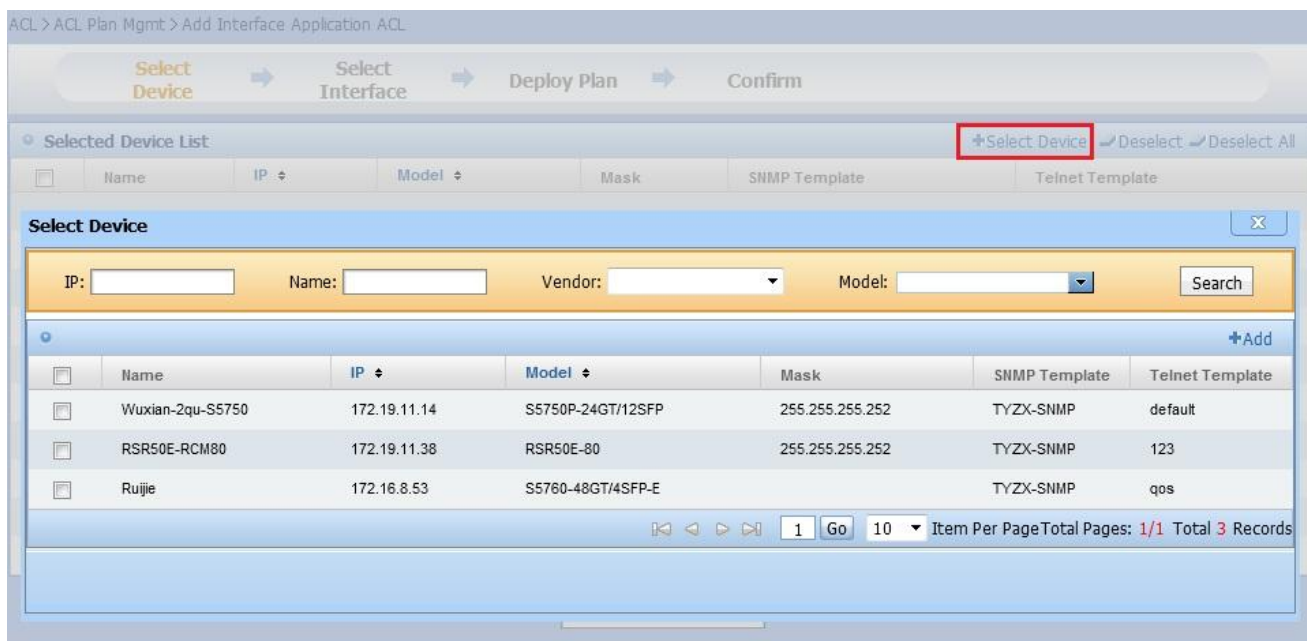 ACL > ACL Plan Mgmt > Add Interface Application ACL
Select Device
Select Interface
Deploy Plan
Confirm
Selected Device List +Select Device Deselect Deselect All
Name IP Model Mask SNMP Template Telnet Template
Select Device
IP: Name: Vendor: Model: Search
+Add
Name IP Model Mask SNMP Template Telnet Template
Wuxian-2qu-S5750 172.19.11.14 S5750P-24GT/12SFP 255.255.255.252 TYZX-SNMP default
RSR50E-RCM80 172.19.11.38 RSR50E-80 255.255.255.252 TYZX-SNMP 123
Ruijie 172.16.8.53 S5760-48GT/4SFP-E TYZX-SNMP qos
1 Go 10 Item Per Page Total Pages: 1/1 Total 3 Records